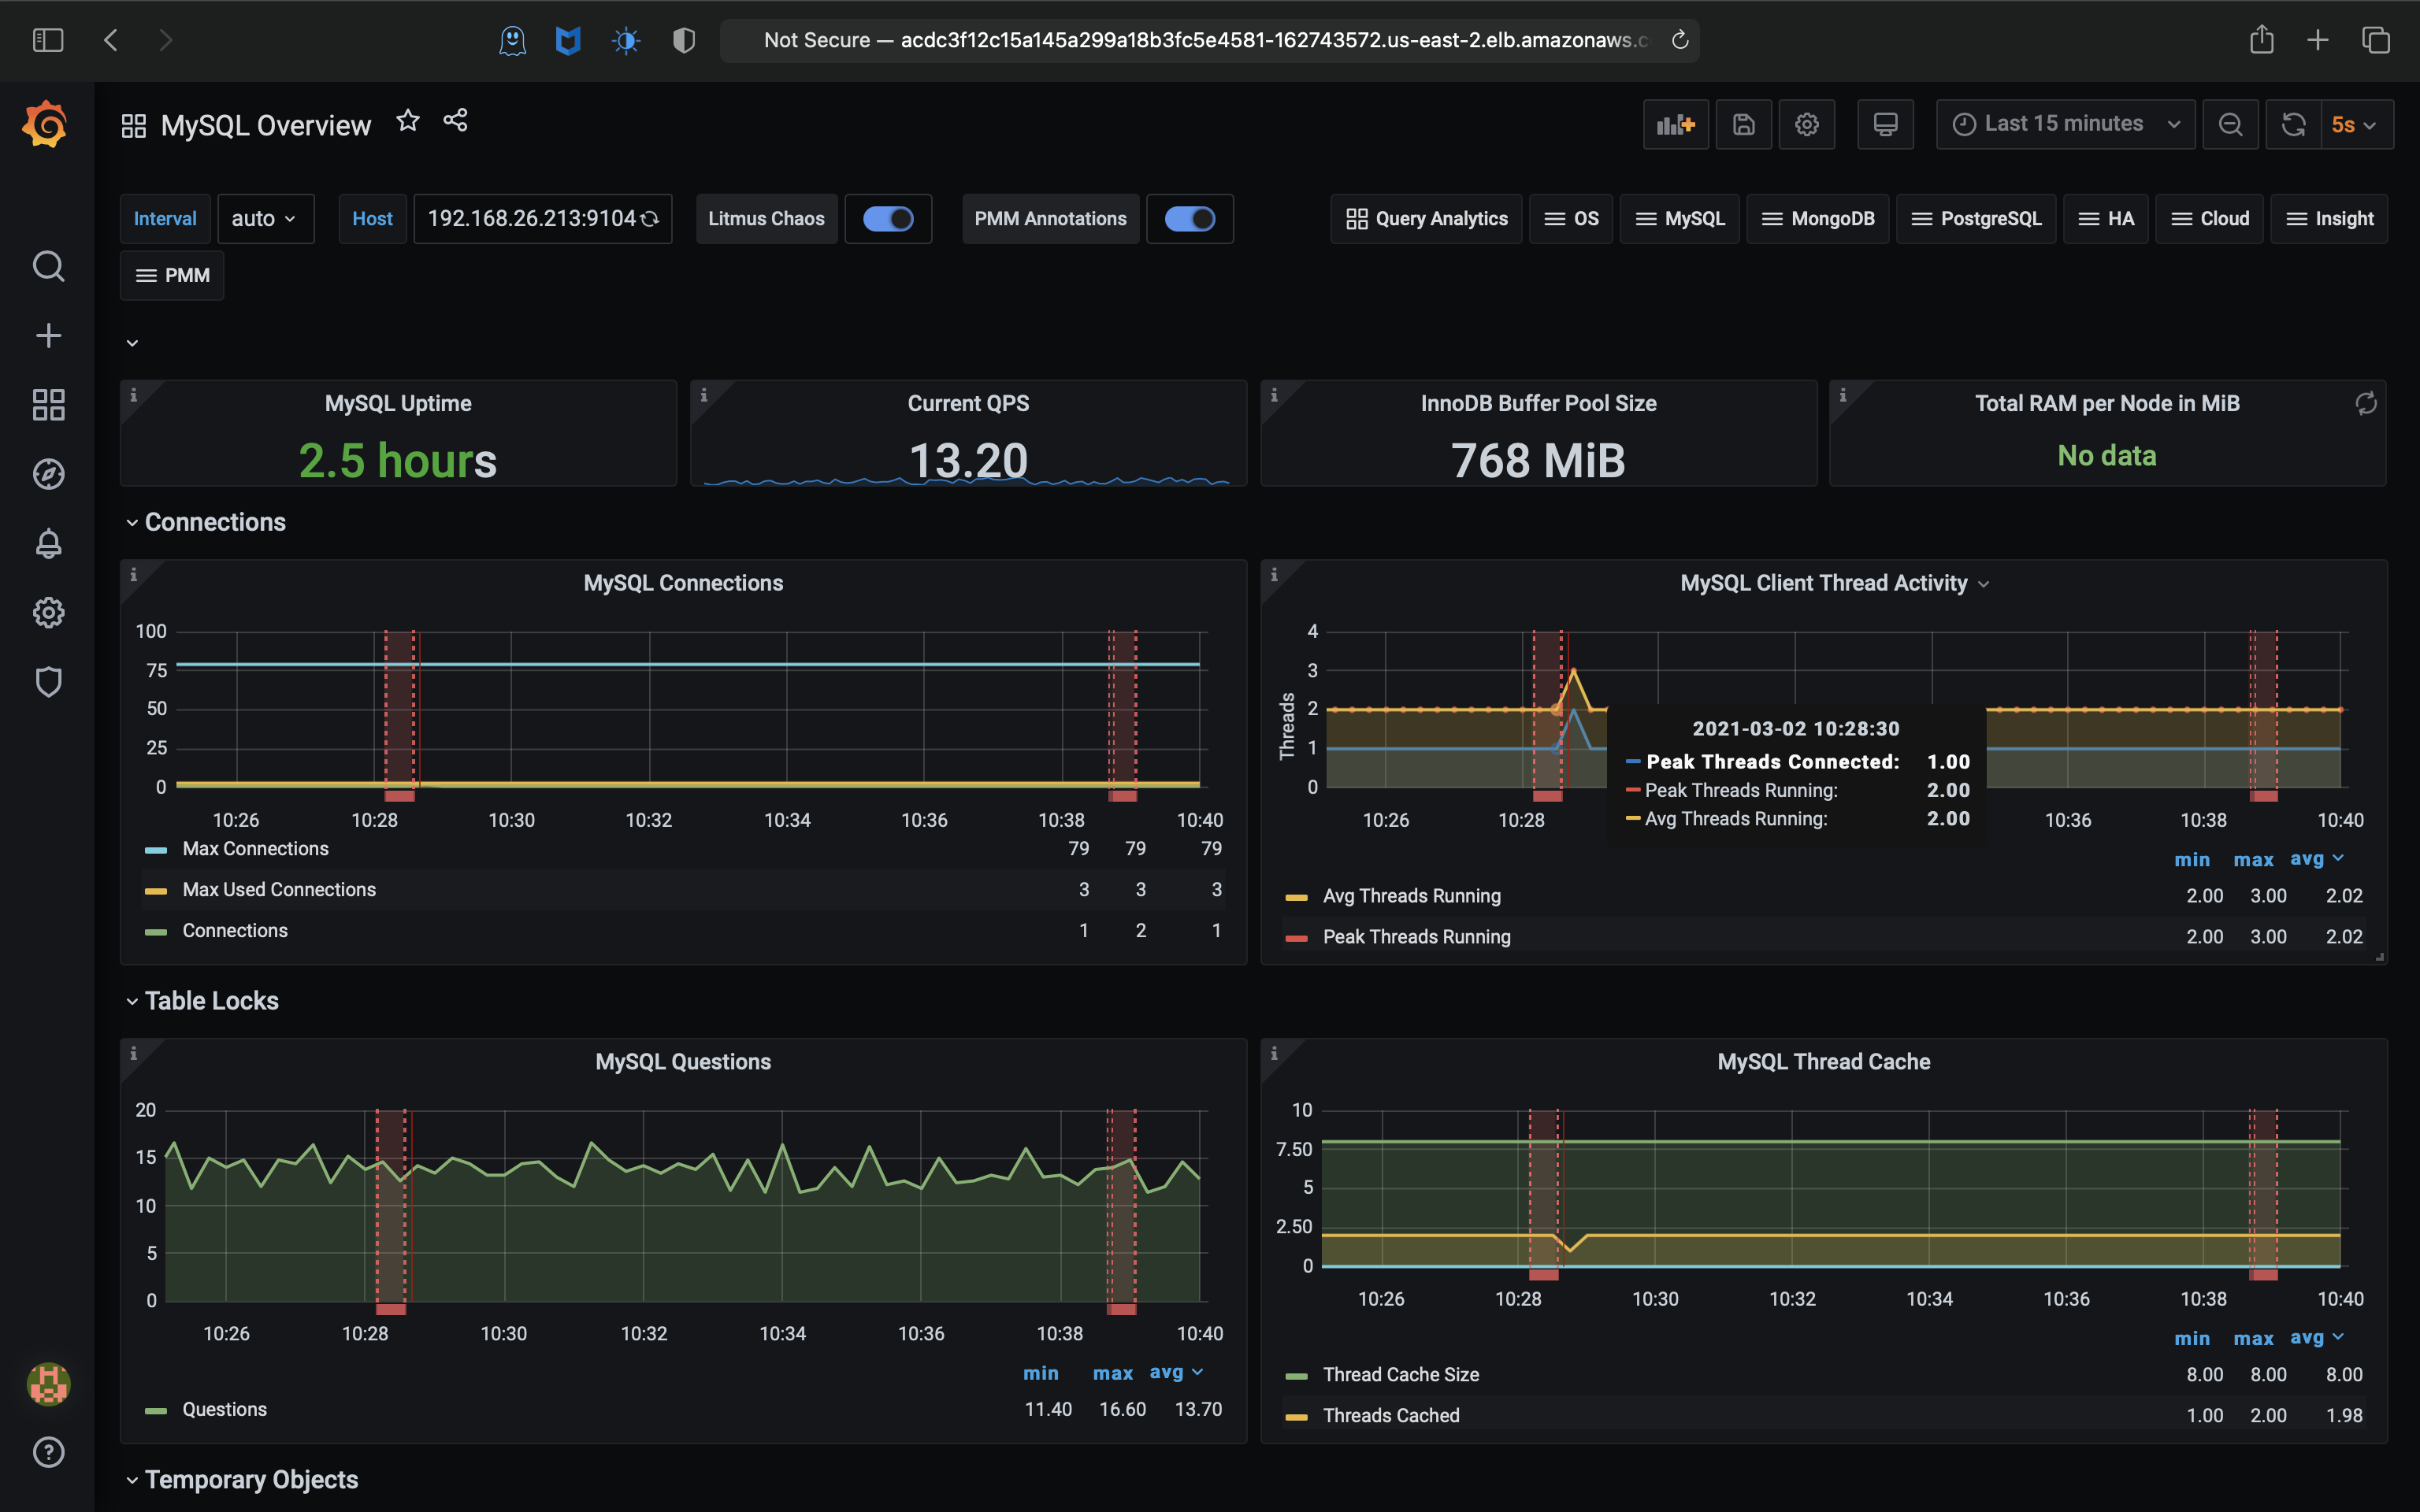 Not Secure — acdc3f12c15a145a299a18b3fc5e4581-162743572.us-east-2.elb.amazonaws.c
MySQL Overview
Last 15 minutes
5s
Interval
auto
Host
192.168.26.213:9104
Litmus Chaos
PMM Annotations
Query Analytics
OS
MySQL
MongoDB
PostgreSQL
HA
Cloud
Insight
PMM
MySQL Uptime
2.5 hours
Current QPS
13.20
InnoDB Buffer Pool Size
768 MiB
Total RAM per Node in MiB
No data
Connections
MySQL Connections
100
75
50
25
0
10:26 10:28 10:30 10:32 10:34 10:36 10:38 10:40
Max Connections 79 79 79
Max Used Connections 3 3 3
Connections 1 2 1
MySQL Client Thread Activity
Threads
4
3
2
1
0
10:26 10:28 10:36 10:38 10:40
2021-03-02 10:28:30
Peak Threads Connected: 1.00
Peak Threads Running: 2.00
Avg Threads Running: 2.00
min max avg
Avg Threads Running 2.00 3.00 2.02
Peak Threads Running 2.00 3.00 2.02
Table Locks
MySQL Questions
20
15
10
5
0
10:26 10:28 10:30 10:32 10:34 10:36 10:38 10:40
min max avg
Questions 11.40 16.60 13.70
MySQL Thread Cache
10
7.50
5
2.50
0
10:26 10:28 10:30 10:32 10:34 10:36 10:38 10:40
min max avg
Thread Cache Size 8.00 8.00 8.00
Threads Cached 1.00 2.00 1.98
Temporary Objects